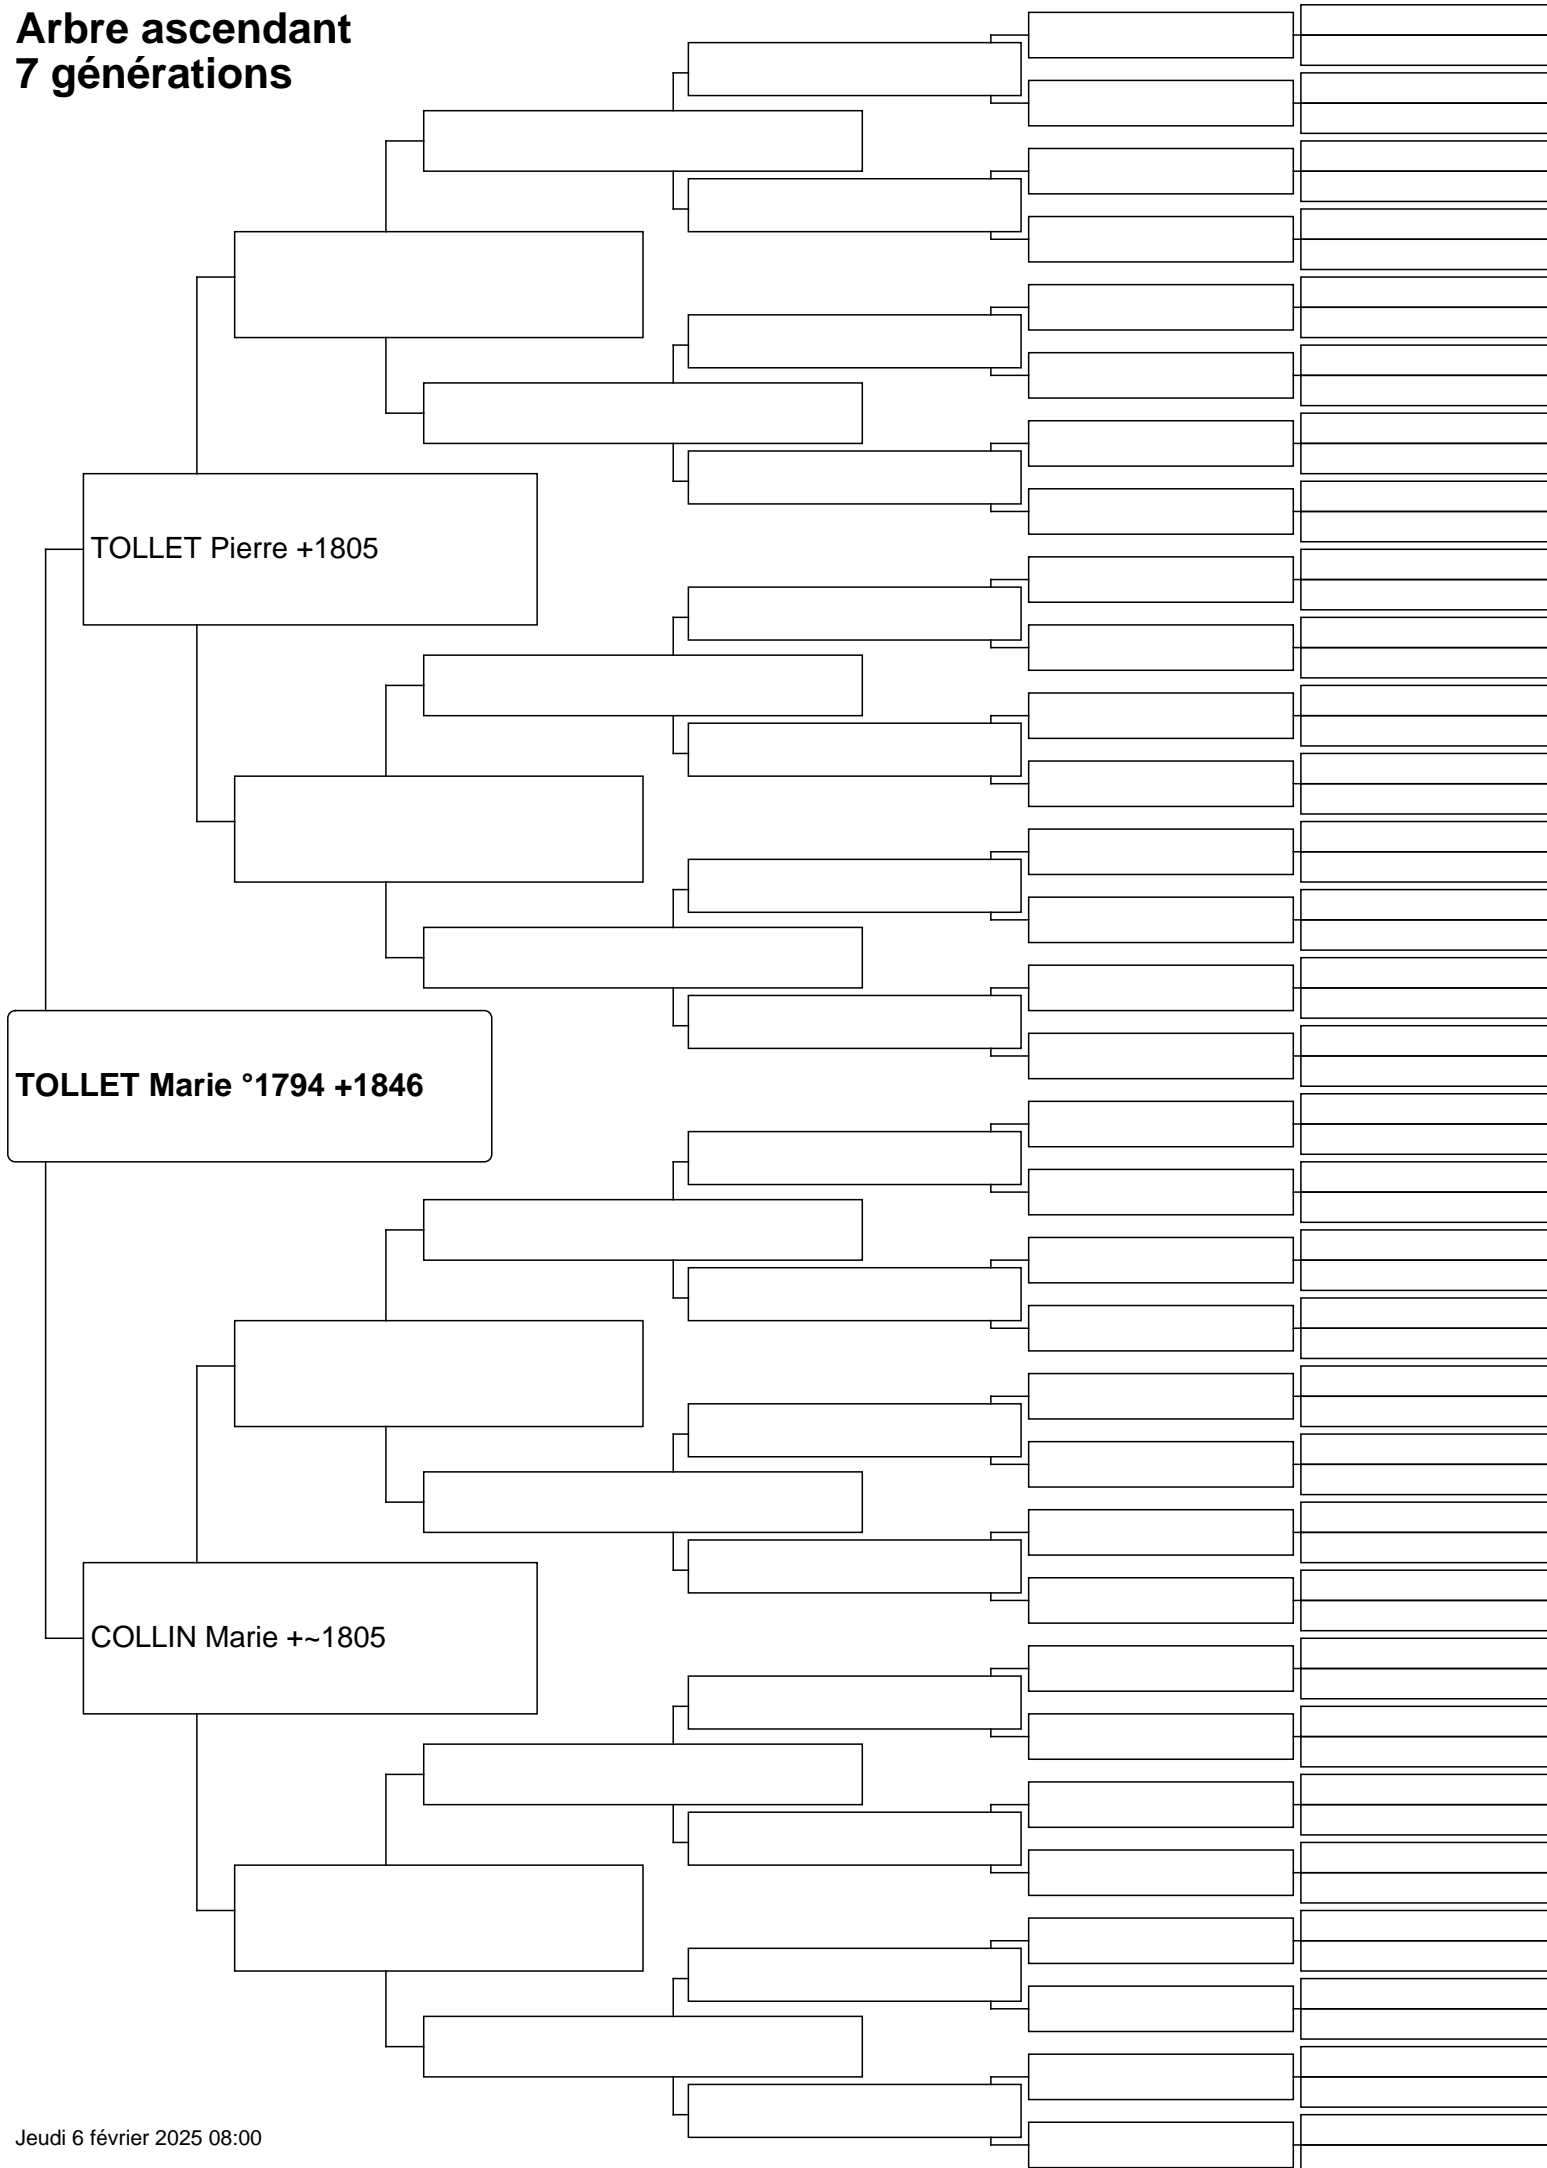 Arbre ascendant
7 générations
TOLLET Pierre +1805
TOLLET Marie °1794 +1846
COLLIN Marie +~1805
Jeudi 6 février 2025 08:00